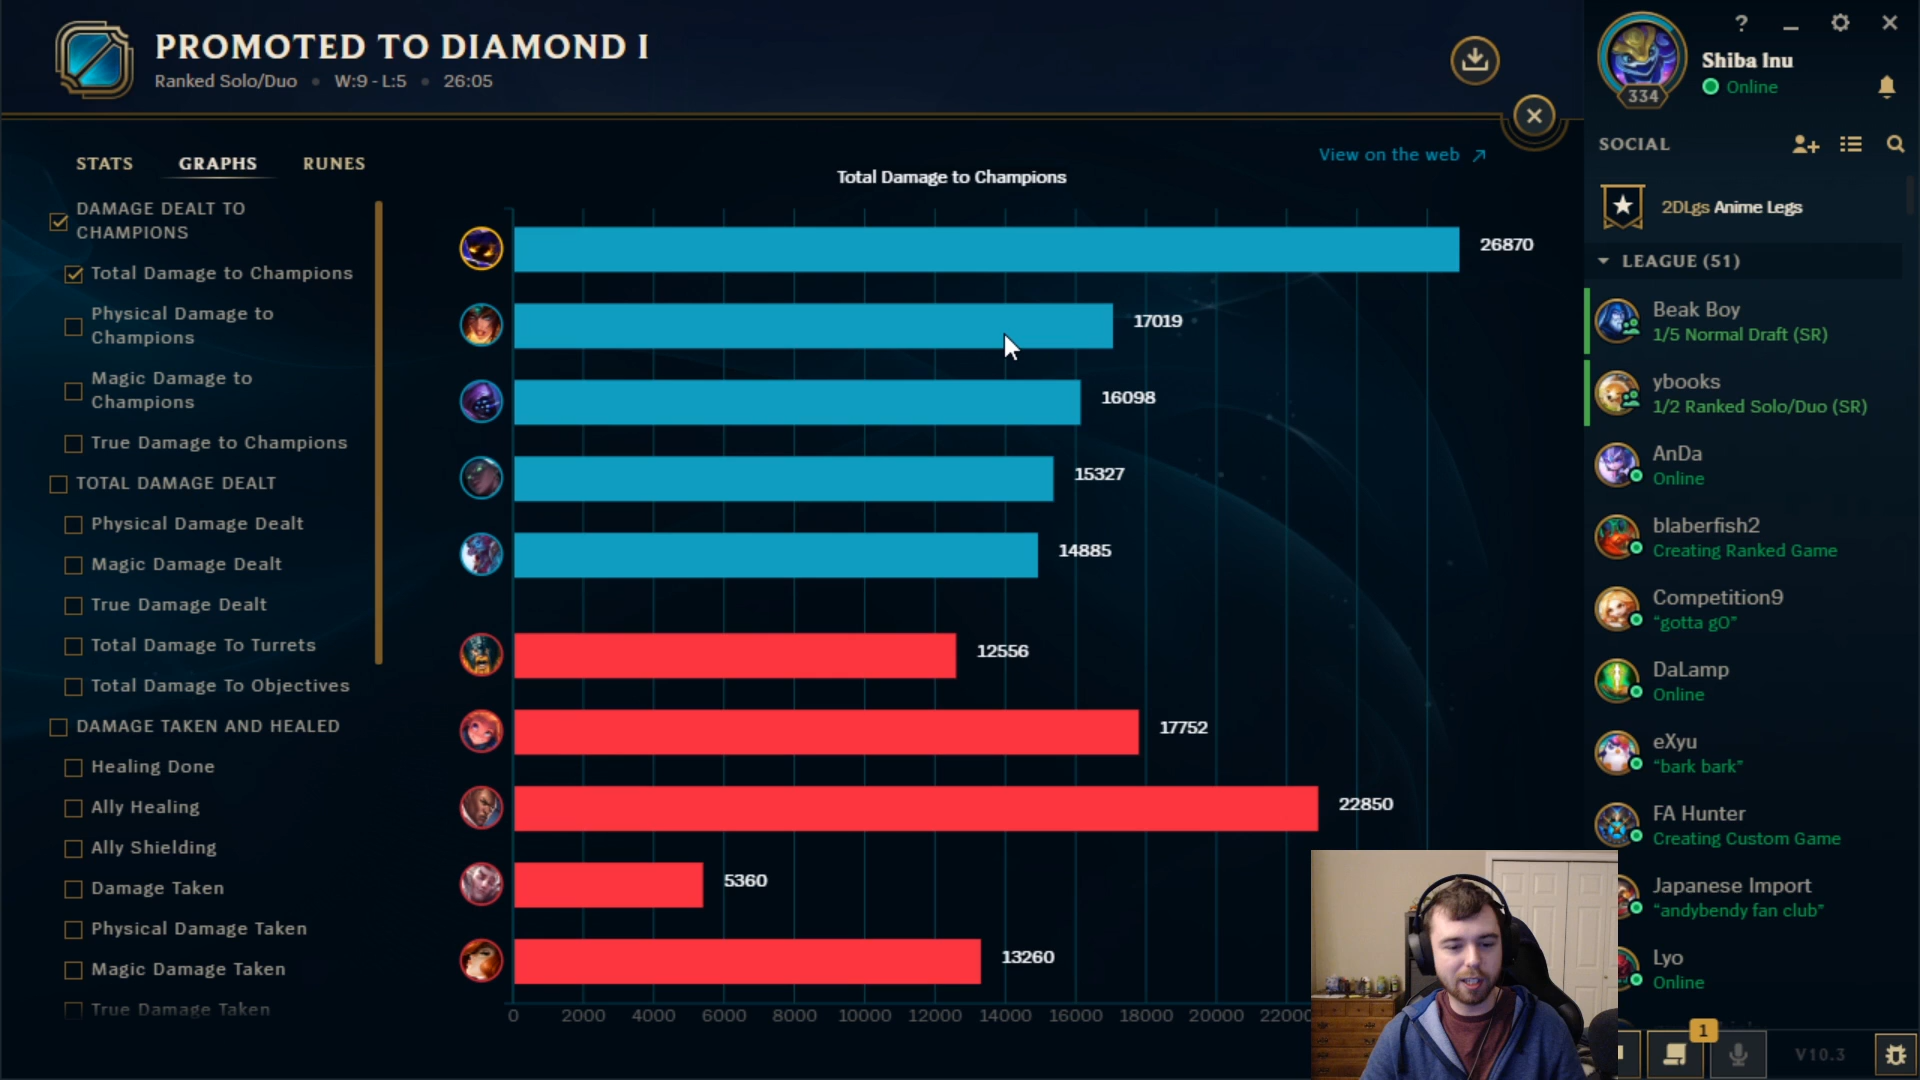 PROMOTED TO DIAMOND I
Ranked Solo/Duo • W:9 - L:5 • 26:05
STATS
GRAPHS
RUNES
View on the web
DAMAGE DEALT TO
CHAMPIONS
Total Damage to Champions
Physical Damage to
Champions
Magic Damage to
Champions
True Damage to Champions
TOTAL DAMAGE DEALT
Physical Damage Dealt
Magic Damage Dealt
True Damage Dealt
Total Damage To Turrets
Total Damage To Objectives
DAMAGE TAKEN AND HEALED
Healing Done
Ally Healing
Ally Shielding
Damage Taken
Physical Damage Taken
Magic Damage Taken
True Damage Taken
Total Damage to Champions
26870
17019
16098
15327
14885
12556
17752
22850
5360
13260
0 2000 4000 6000 8000 10000 12000 14000 16000 18000 20000 22000
?
Shiba Inu
334
Online
SOCIAL
2DLgs Anime Legs
LEAGUE (51)
Beak Boy
1/5 Normal Draft (SR)
ybooks
1/2 Ranked Solo/Duo (SR)
AnDa
Online
blaberfish2
Creating Ranked Game
Competition9
“gotta gO”
DaLamp
Online
eXyu
“bark bark”
FA Hunter
Creating Custom Game
Japanese Import
“andybendy fan club”
Lyo
Online
1
V10.3